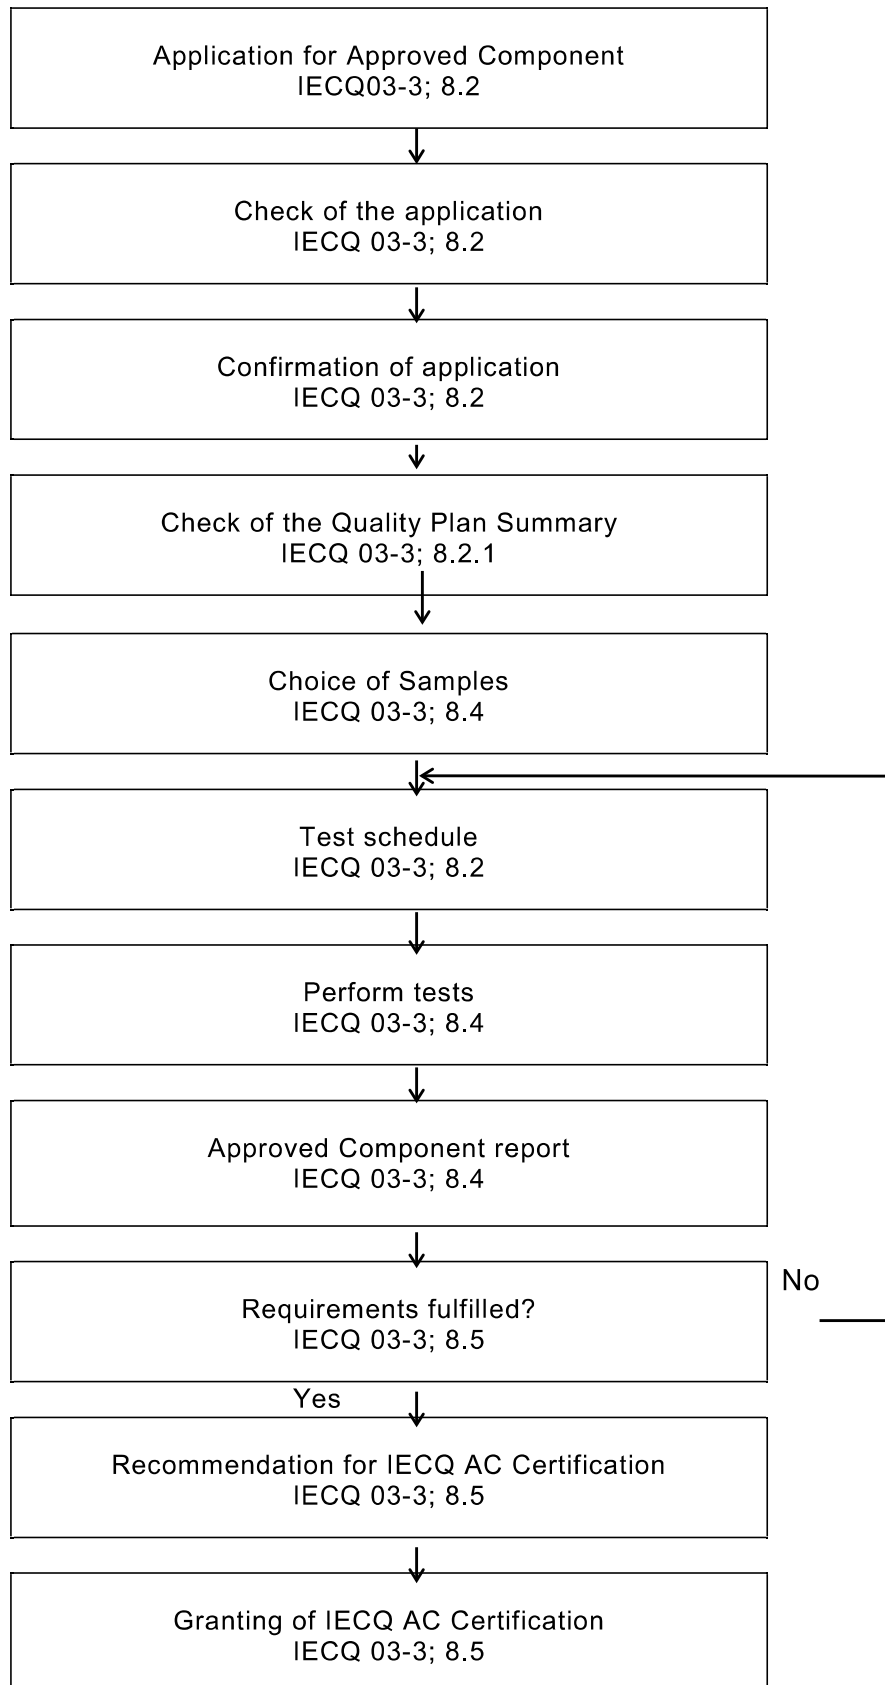 Application for Approved Component
IECQ03-3; 8.2
Check of the application
IECQ 03-3; 8.2
Confirmation of application
IECQ 03-3; 8.2
Check of the Quality Plan Summary
IECQ 03-3; 8.2.1
Choice of Samples
IECQ 03-3; 8.4
Test schedule
IECQ 03-3; 8.2
Perform tests
IECQ 03-3; 8.4
Approved Component report
IECQ 03-3; 8.4
No
Requirements fulfilled?
IECQ 03-3; 8.5
Yes
Recommendation for IECQ AC Certification
IECQ 03-3; 8.5
Granting of IECQ AC Certification
IECQ 03-3; 8.5